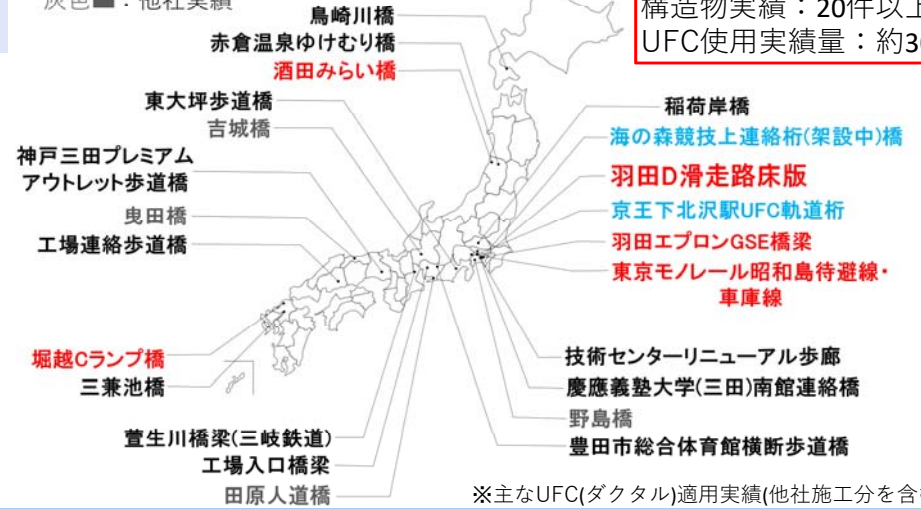 灰色■：他社実績
構造物実績：20件以上
UFC使用実績量：約3
鳥崎川橋
赤倉温泉ゆけむり橋
酒田みらい橋
東大坪歩道橋
吉城橋
神戸三田プレミアム
アウトレット歩道橋
曳田橋
工場連絡歩道橋
堀越Cランプ橋
三兼池橋
萱生川橋梁(三岐鉄道)
工場入口橋梁
田原人道橋
稲荷岸橋
海の森競技上連絡桁(架設中)橋
羽田D滑走路床版
京王下北沢駅UFC軌道桁
羽田エプロンGSE橋梁
東京モノレール昭和島待避線・
車庫線
技術センターリニューアル歩廊
慶應義塾大学(三田)南館連絡橋
野島橋
豊田市総合体育館横断歩道橋
※主なUFC(ダクタル)適用実績(他社施工分を含